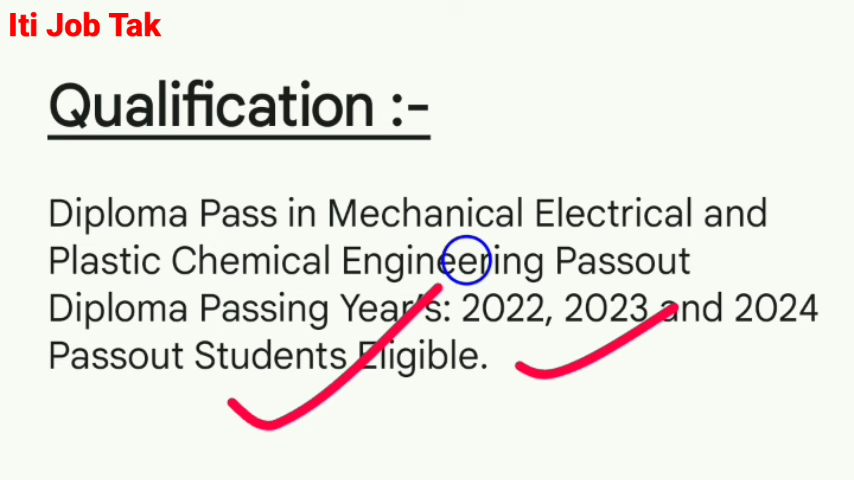 Iti Job Tak
Qualification :-
Diploma Pass in Mechanical Electrical and
Plastic Chemical Engineering Passout
Diploma Passing Year's: 2022, 2023 and 2024
Passout Students Eligible.